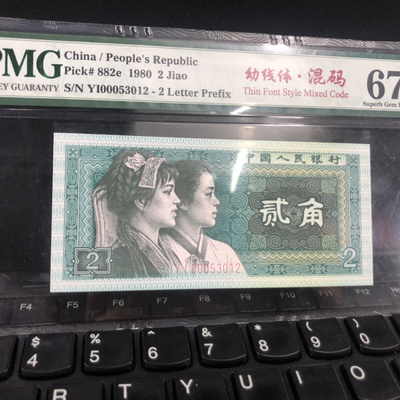 PMG
China / People's Republic
Pick# 882e 1980 2 Jiao
S/N YI00053012 - 2 Letter Prefix
幼线体·混码
Thin Font Style Mixed Code
67
Superb Gem
EY GUARANTY
中国人民银行
贰角
2
YI00053012
2
F4
F5
F6
F7
F8
F9
F10
F12
$
4
%
5
6
&
7
8
(
9
)
0
R
T
Y
U
I
O